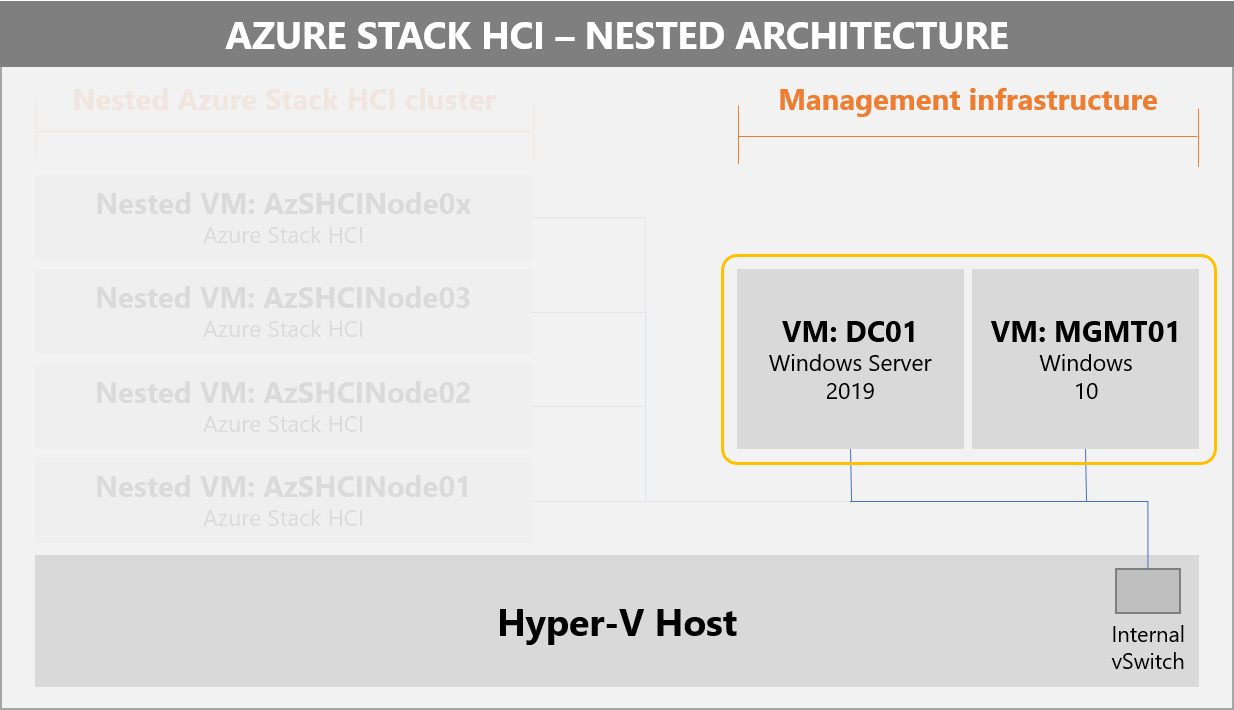 AZURE STACK HCI – NESTED ARCHITECTURE
Nested Azure Stack HCI cluster
Management infrastructure
Nested VM: AzSHCINode0x
Azure Stack HCI
Nested VM: AzSHCINode03
Azure Stack HCI
Nested VM: AzSHCINode02
Azure Stack HCI
Nested VM: AzSHCINode01
Azure Stack HCI
VM: DC01
Windows Server
2019
VM: MGMT01
Windows
10
Hyper-V Host
Internal
vSwitch